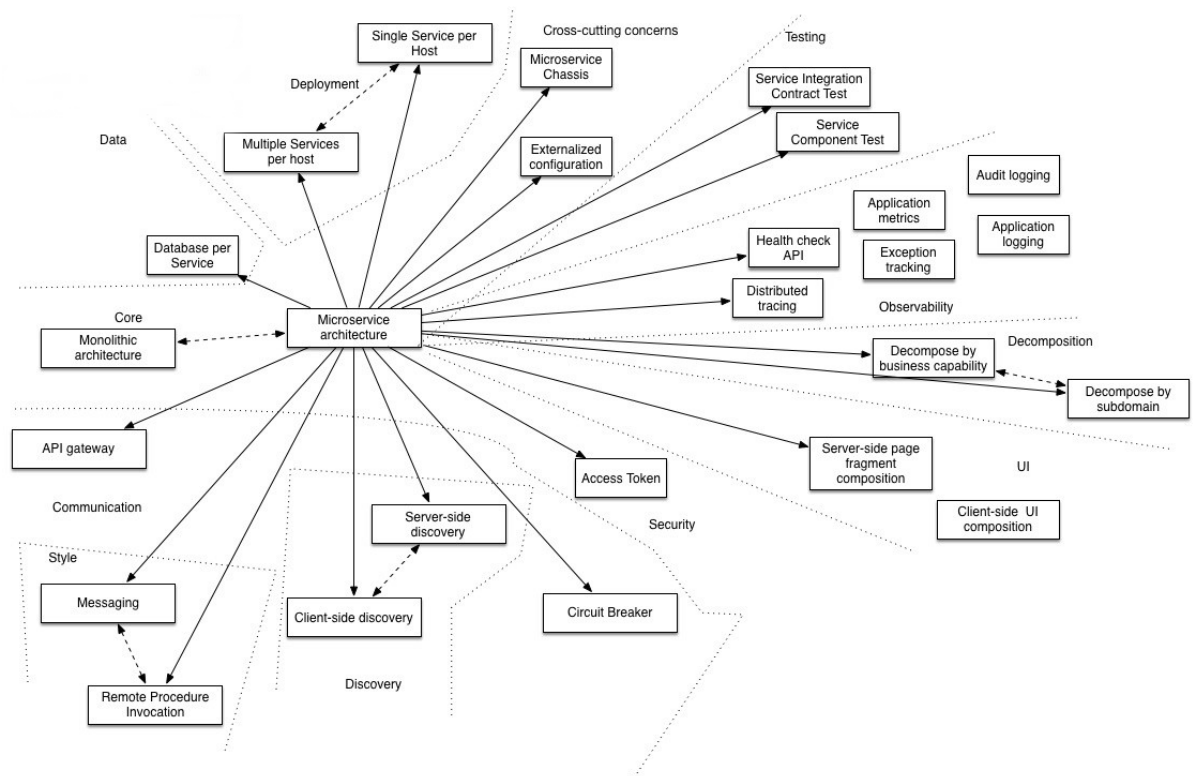 Single Service per
Host
Cross-cutting concerns
Testing
Microservice
Chassis
Deployment
Service Integration
Contract Test
Service
Component Test
Data
Multiple Services
per host
Externalized
configuration
Audit logging
Application
metrics
Application
logging
Database per
Service
Health check
API
Exception
tracking
Distributed
tracing
Observability
Core
Monolithic
architecture
Microservice
architecture
Decomposition
Decompose by
business capability
Decompose by
subdomain
API gateway
Access Token
Server-side page
fragment
composition
UI
Client-side UI
composition
Communication
Server-side
discovery
Security
Style
Messaging
Client-side discovery
Circuit Breaker
Discovery
Remote Procedure
Invocation